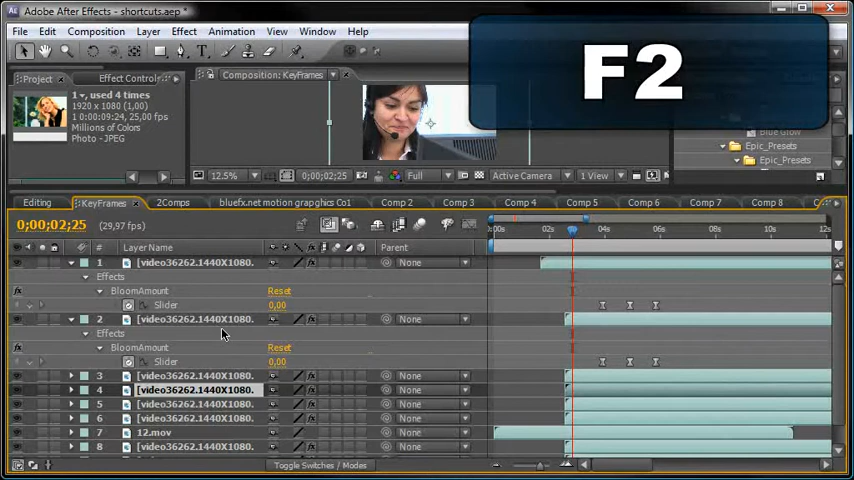 Adobe After Effects - shortcuts.aep *
File Edit Composition Layer Effect Animation View Window Help
F2
Project
Effect Control
Composition: KeyFrames
1, used 4 times
1920 x 1080 (1,00)
Δ 0:00:09:24, 25,00 fps
Millions of Colors
Photo - JPEG
Blue Glow
Epic_Presets
Epic_Presets
12.5%
0;00;02;25
Full
Active Camera
1 View
Editing
KeyFrames
2Comps
bluefx.net motion grapghics Co1
Comp 2
Comp 3
Comp 4
Comp 5
Comp 6
Comp 7
Comp 8
0;00;02;25
(29,97 fps)
:00s 02s 04s 06s 08s 10s 12s
# Layer Name Parent
1 [video36262.1440X1080. None
Effects
BloomAmount Reset
Slider 0,00
2 [video36262.1440X1080. None
Effects
BloomAmount Reset
Slider 0,00
3 [video36262.1440X1080. None
4 [video36262.1440X1080. None
5 [video36262.1440X1080. None
6 [video36262.1440X1080. None
7 12.mov None
8 [video36262.1440X1080. None
Toggle Switches / Modes